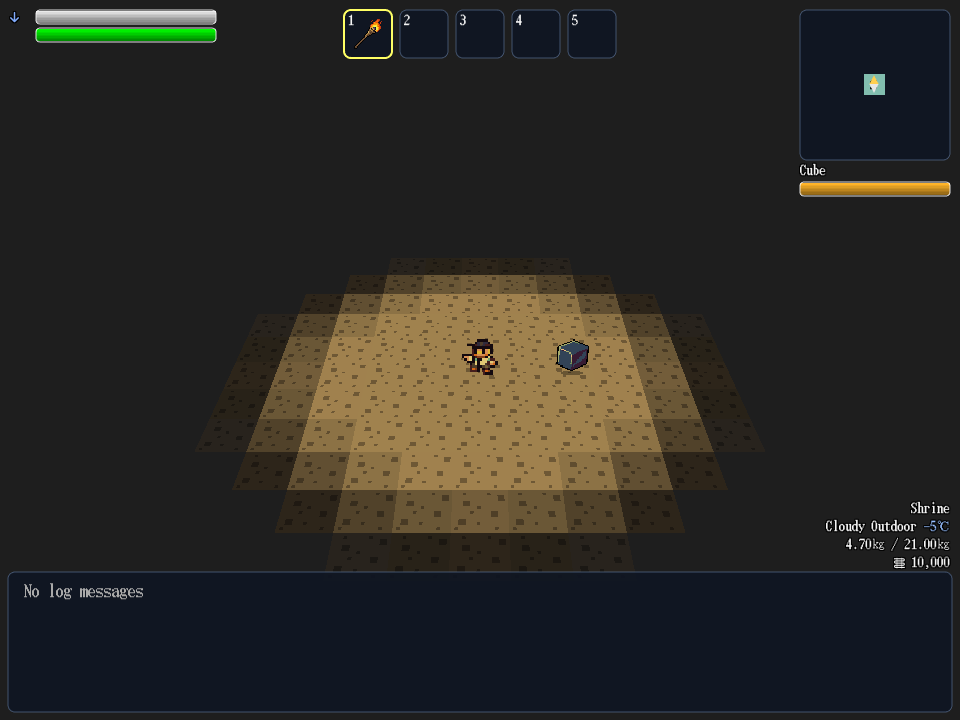 1
2
3
4
5
Cube
Shrine
Cloudy Outdoor -5℃
4.70kg / 21.00kg
10,000
No log messages